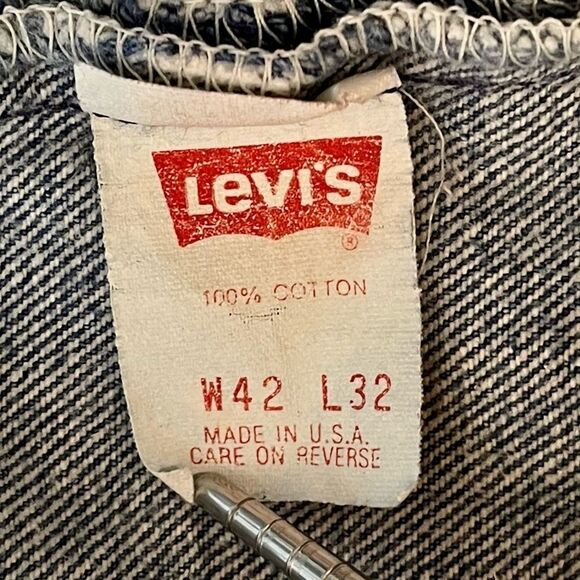 Levi's
®
100% COTTON
W42 L32
MADE IN U.S.A.
CARE ON REVERSE